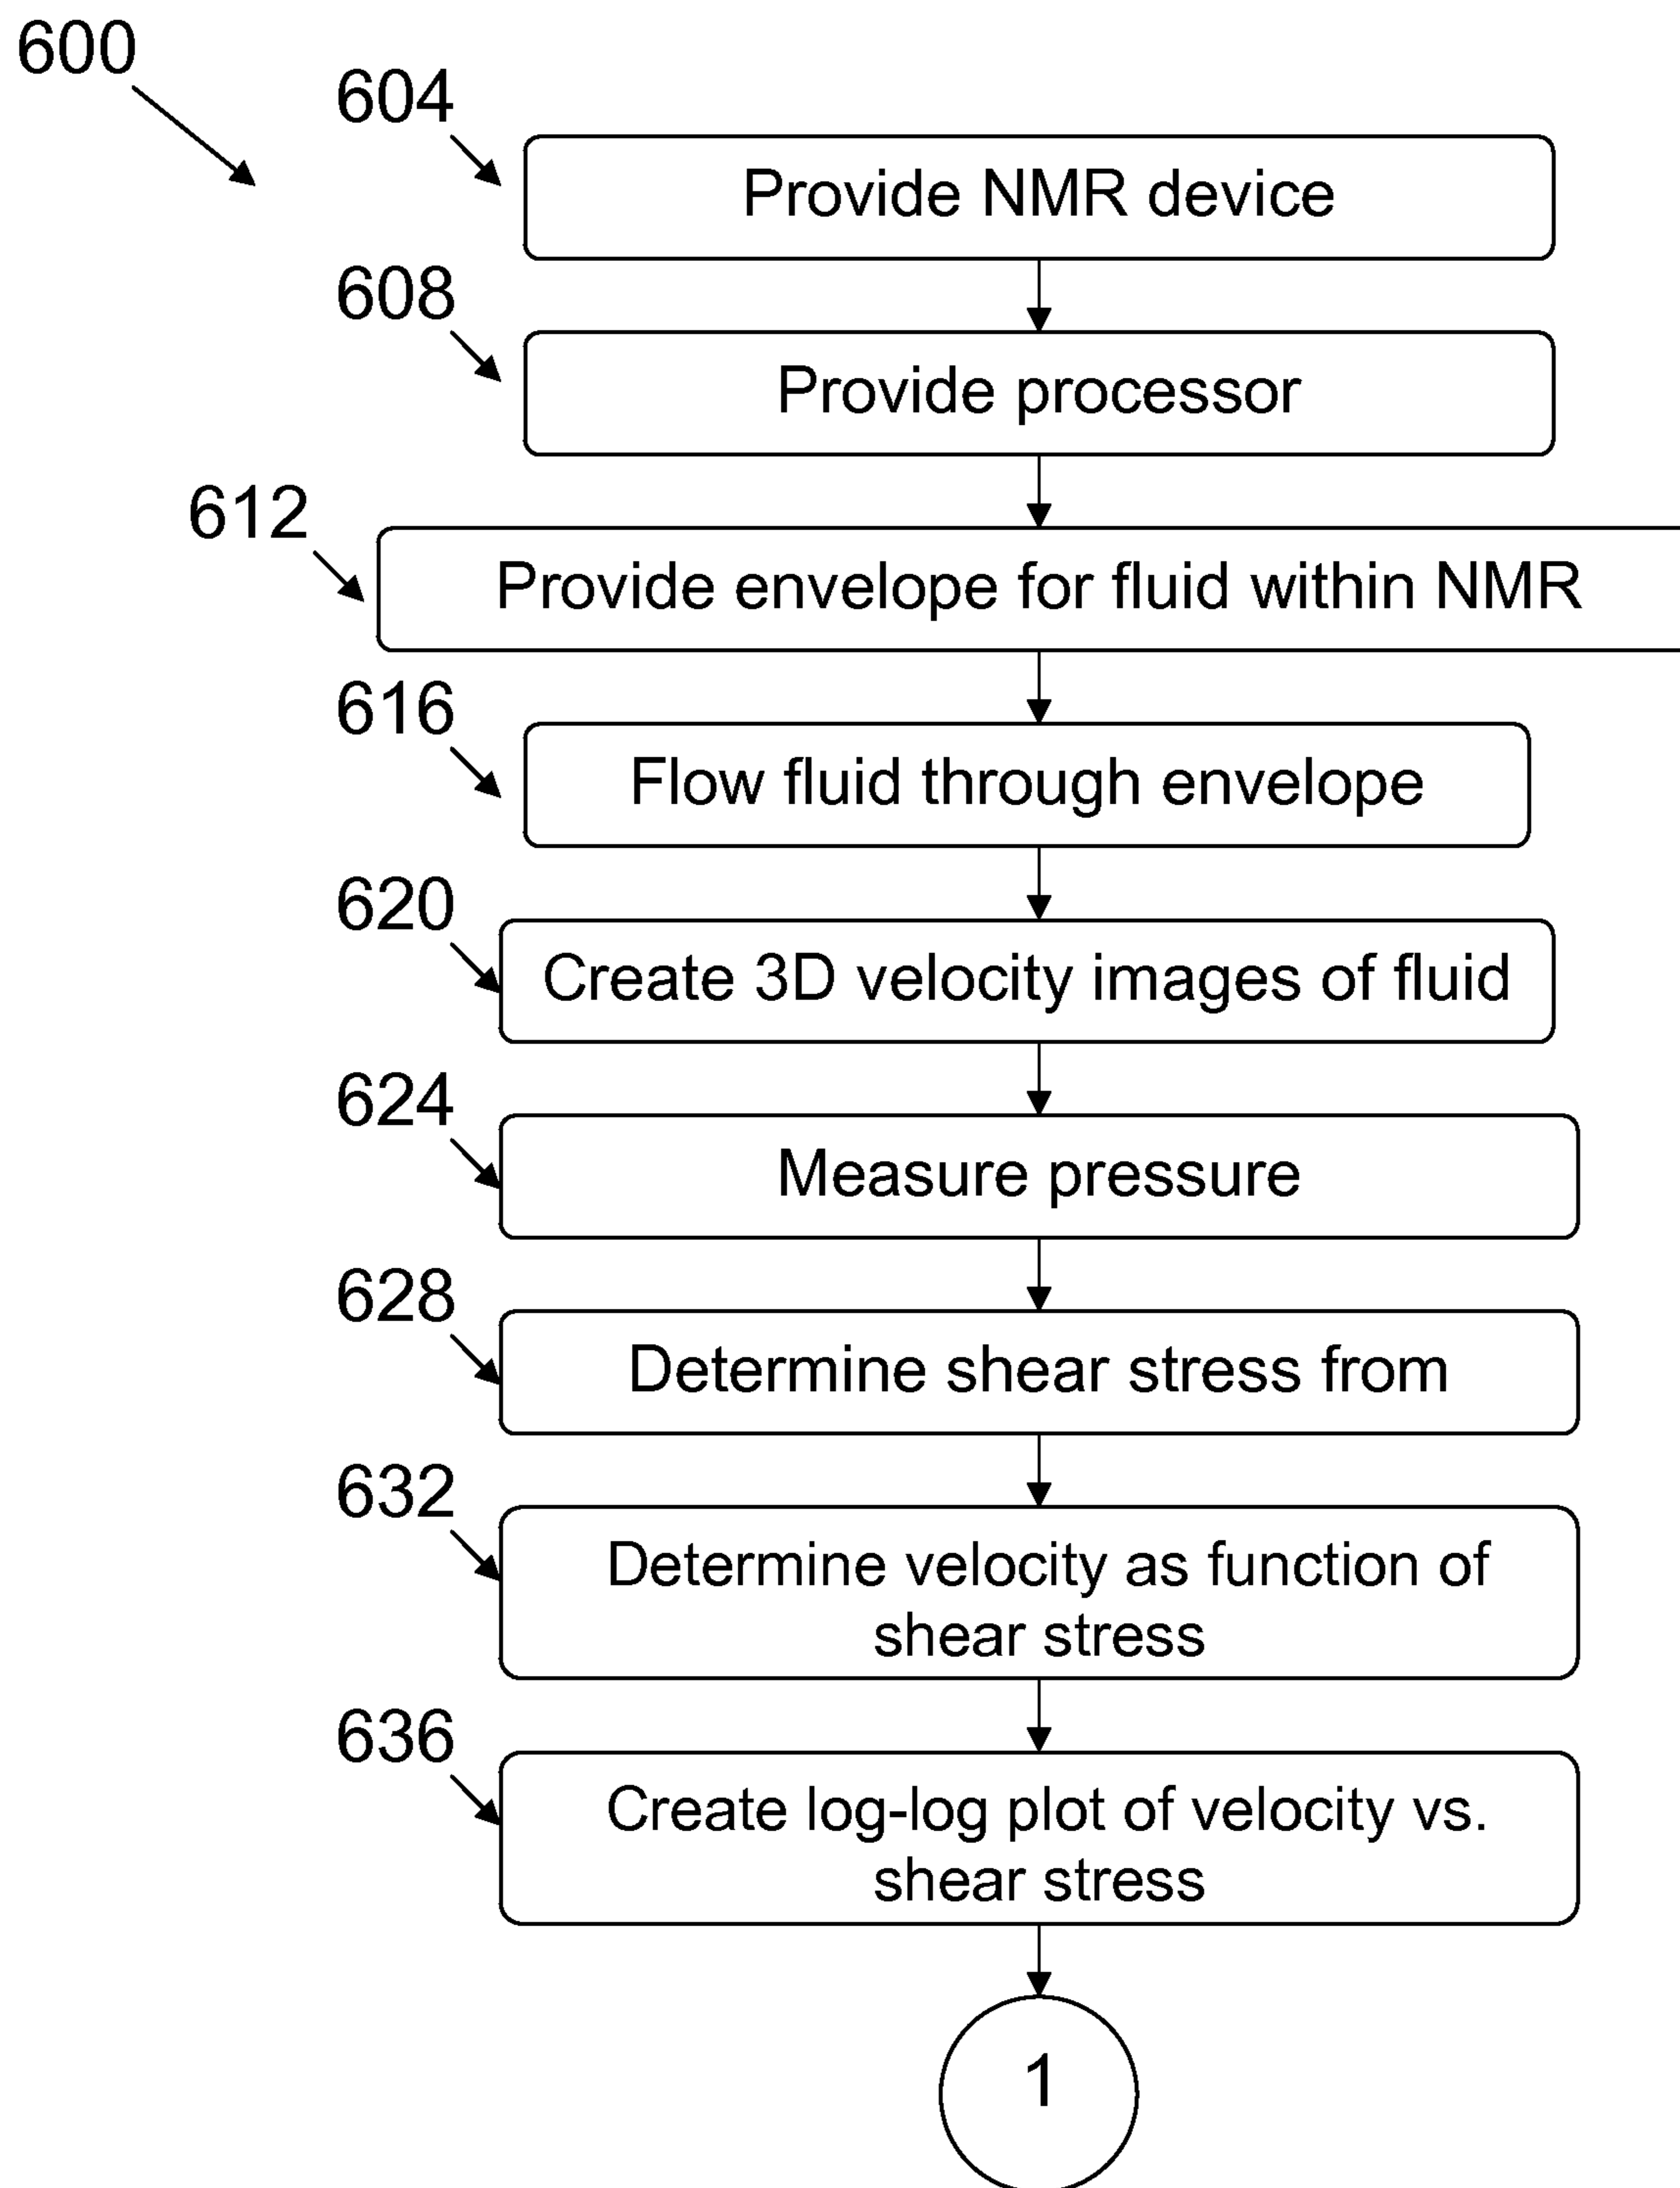 600
604
Provide NMR device
608
Provide processor
612
Provide envelope for fluid within NMR
616
Flow fluid through envelope
620
Create 3D velocity images of fluid
624
Measure pressure
628
Determine shear stress from
632
Determine velocity as function of
shear stress
636
Create log-log plot of velocity vs.
shear stress
1